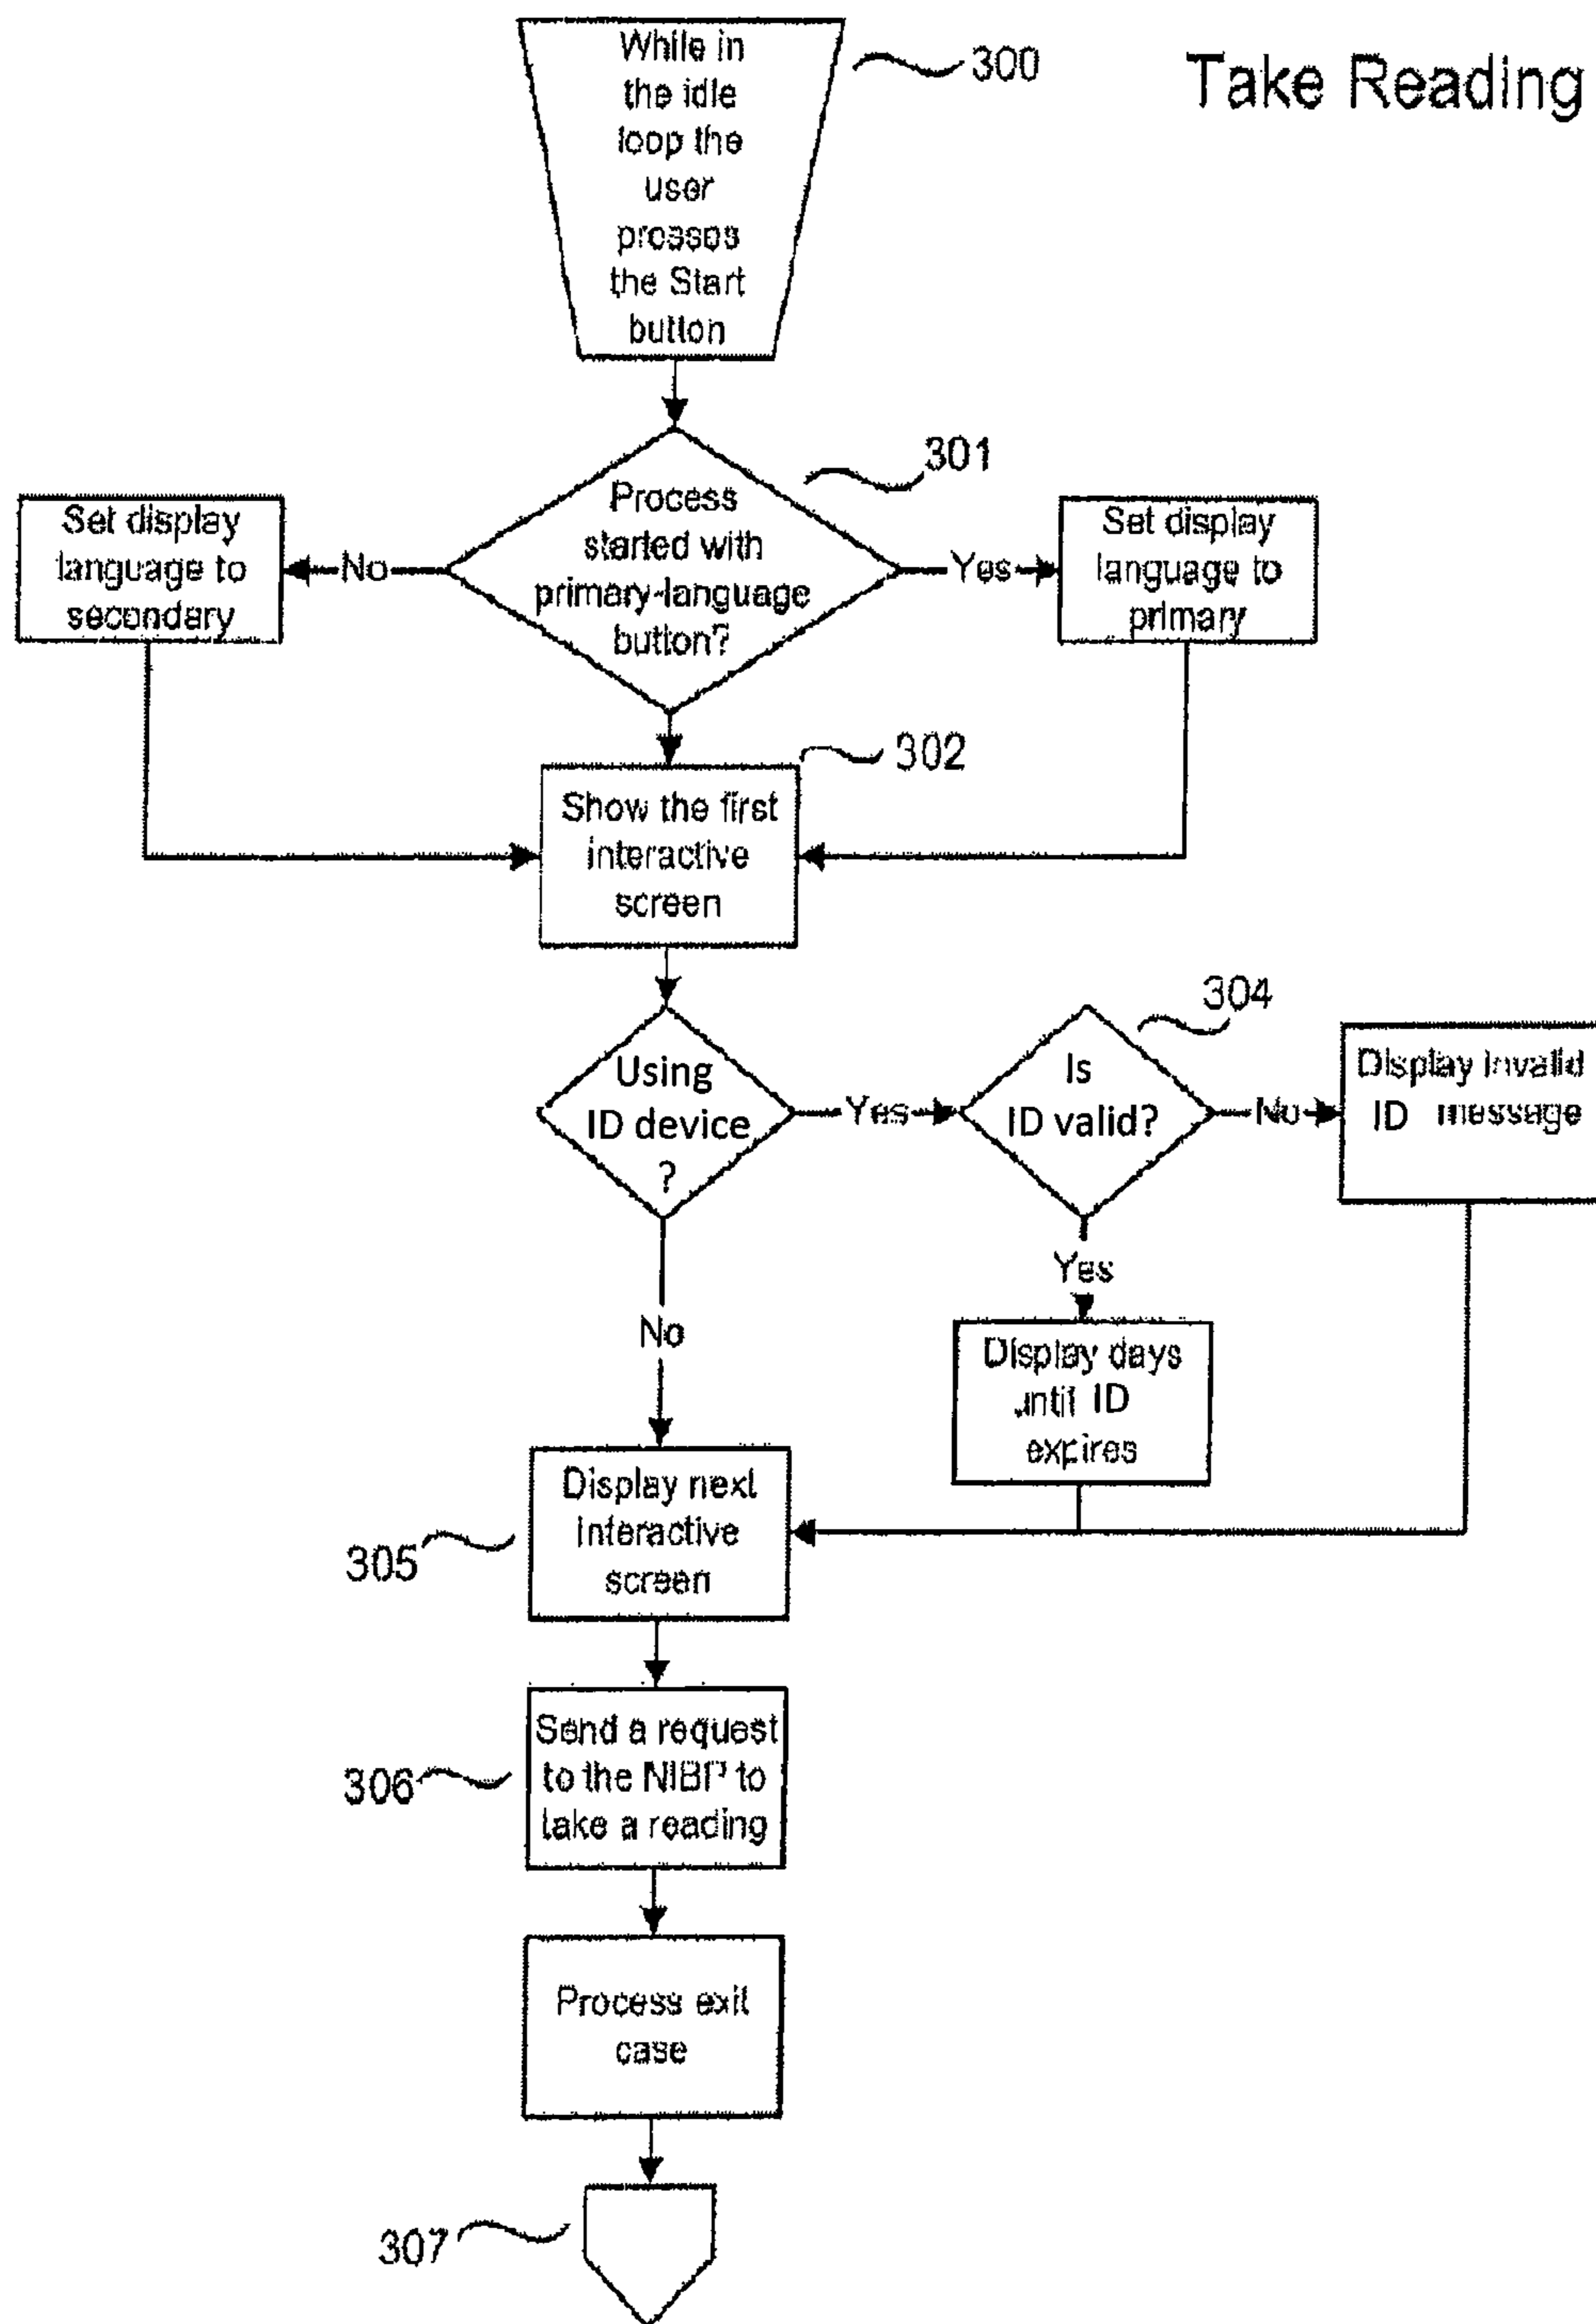 Take Reading
While in
the idle
loop the
user
presses
the Start
button
300
301
Process
started with
primary-language
button?
No
Yes
Set display
language to
secondary
Set display
language to
primary
302
Show the first
interactive
screen
Using
ID device
?
Yes
304
Is
ID valid?
No
Display invalid
ID message
Yes
Display days
until ID
expires
No
Display next
interactive
screen
305
Send a request
to the NIBP to
take a reading
306
Process exit
case
307